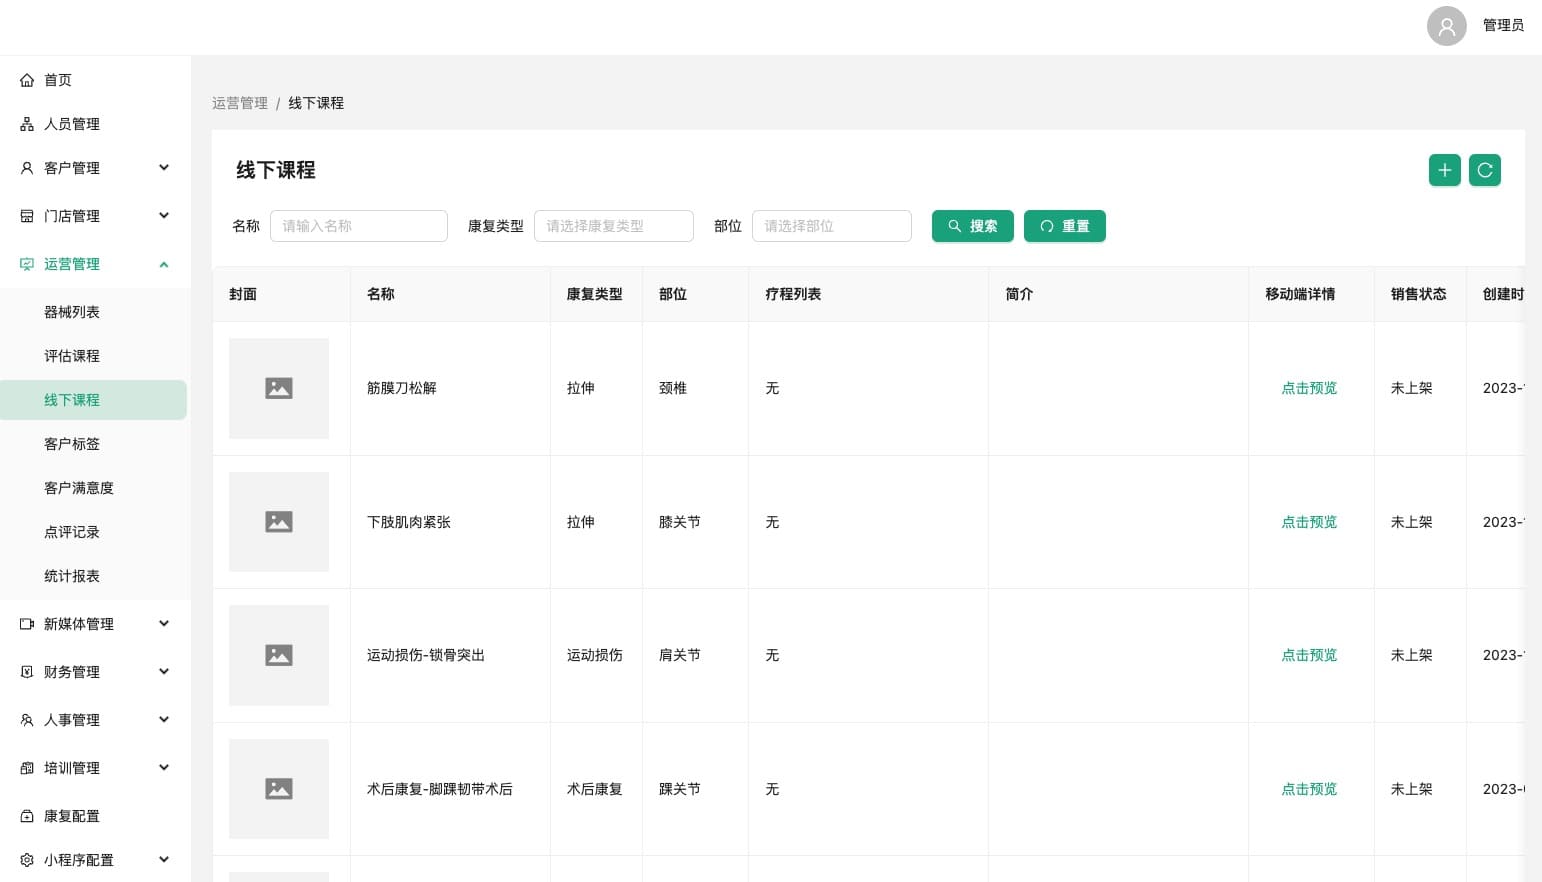 管理员
首页
人员管理
客户管理
门店管理
运营管理
器械列表
评估课程
线下课程
客户标签
客户满意度
点评记录
统计报表
新媒体管理
财务管理
人事管理
培训管理
康复配置
小程序配置
运营管理 / 线下课程
线下课程
名称 请输入名称 康复类型 请选择康复类型 部位 请选择部位 搜索 重置
封面 名称 康复类型 部位 疗程列表 简介 移动端详情 销售状态 创建时
筋膜刀松解 拉伸 颈椎 无 点击预览 未上架 2023-
下肢肌肉紧张 拉伸 膝关节 无 点击预览 未上架 2023-
运动损伤-锁骨突出 运动损伤 肩关节 无 点击预览 未上架 2023-
术后康复-脚踝韧带术后 术后康复 踝关节 无 点击预览 未上架 2023-